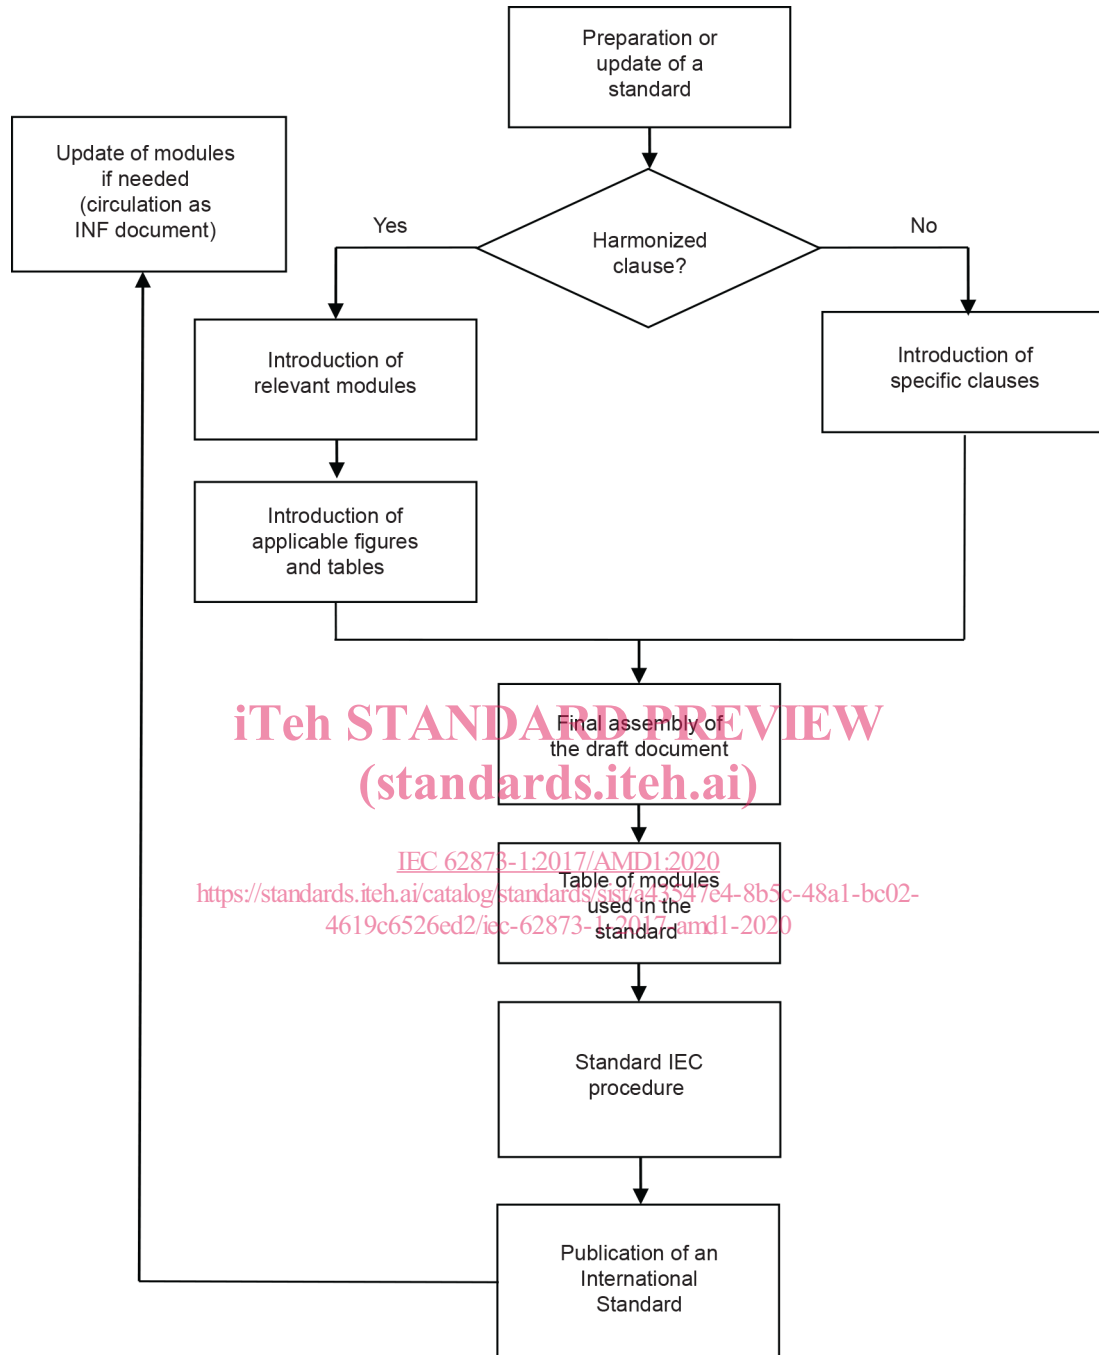 Preparation or
update of a
standard
Update of modules
if needed
(circulation as
INF document)
Yes
Harmonized
clause?
No
Introduction of
relevant modules
Introduction of
specific clauses
Introduction of
applicable figures
and tables
iTeh STANDARD PREVIEW
(standards.iteh.ai)
Final assembly of
the draft document
IEC 62873-1:2017/AMD1:2020
https://standards.iteh.ai/catalog/standards/sist/a43547e4-8b5c-48a1-bc02-
4619c6526ed2/iec-62873-1-2017-amd1-2020
Table of modules
used in the
standard
Standard IEC
procedure
Publication of an
International
Standard